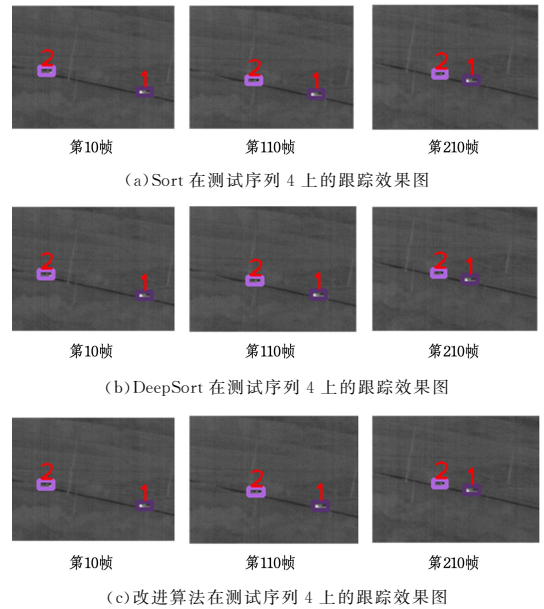 2 1 2 1 2 1
第10帧 第110帧 第210帧
(a)Sort 在测试序列 4 上的跟踪效果图
2 1 2 1 2 1
第10帧 第110帧 第210帧
(b)DeepSort 在测试序列 4 上的跟踪效果图
2 1 2 1 2 1
第10帧 第110帧 第210帧
(c)改进算法在测试序列 4 上的跟踪效果图